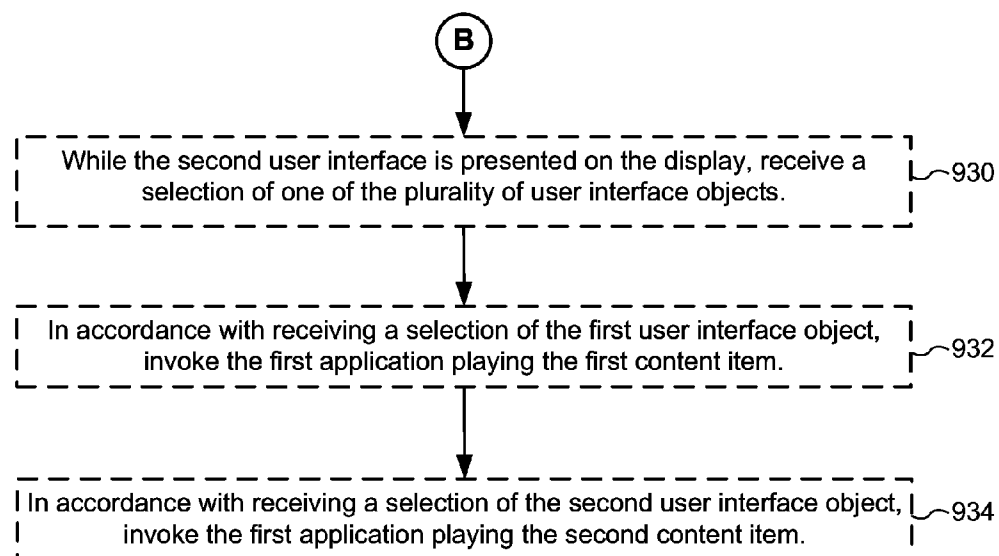 B
While the second user interface is presented on the display, receive a
selection of one of the plurality of user interface objects.
930
In accordance with receiving a selection of the first user interface object,
invoke the first application playing the first content item.
932
In accordance with receiving a selection of the second user interface object,
invoke the first application playing the second content item.
934